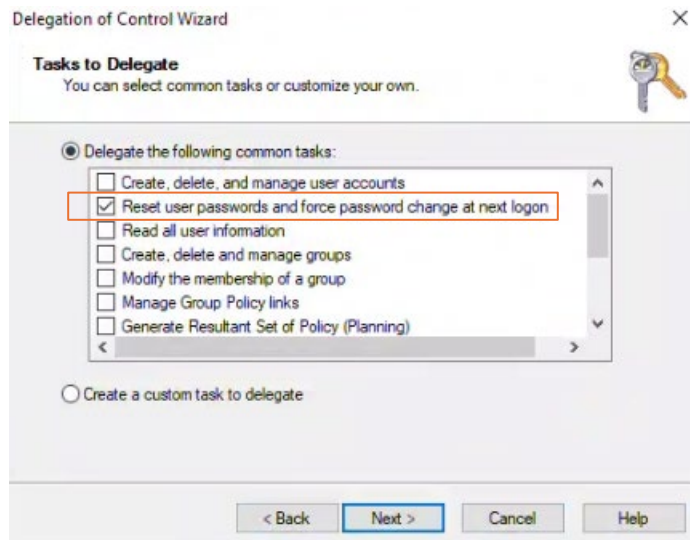 Delegation of Control Wizard
Tasks to Delegate
You can select common tasks or customize your own.
Delegate the following common tasks:
Create, delete, and manage user accounts
Reset user passwords and force password change at next logon
Read all user information
Create, delete and manage groups
Modify the membership of a group
Manage Group Policy links
Generate Resultant Set of Policy (Planning)
Create a custom task to delegate
< Back Next > Cancel Help